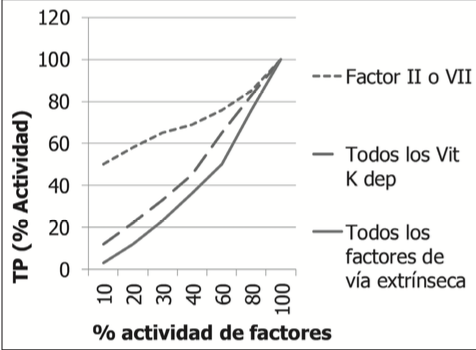 120
100
80
60
40
20
0
TP (% Actividad)
10
20
30
40
60
80
100
% actividad de factores
Factor II o VII
Todos los Vit
K dep
Todos los
factores de
vía extrínseca